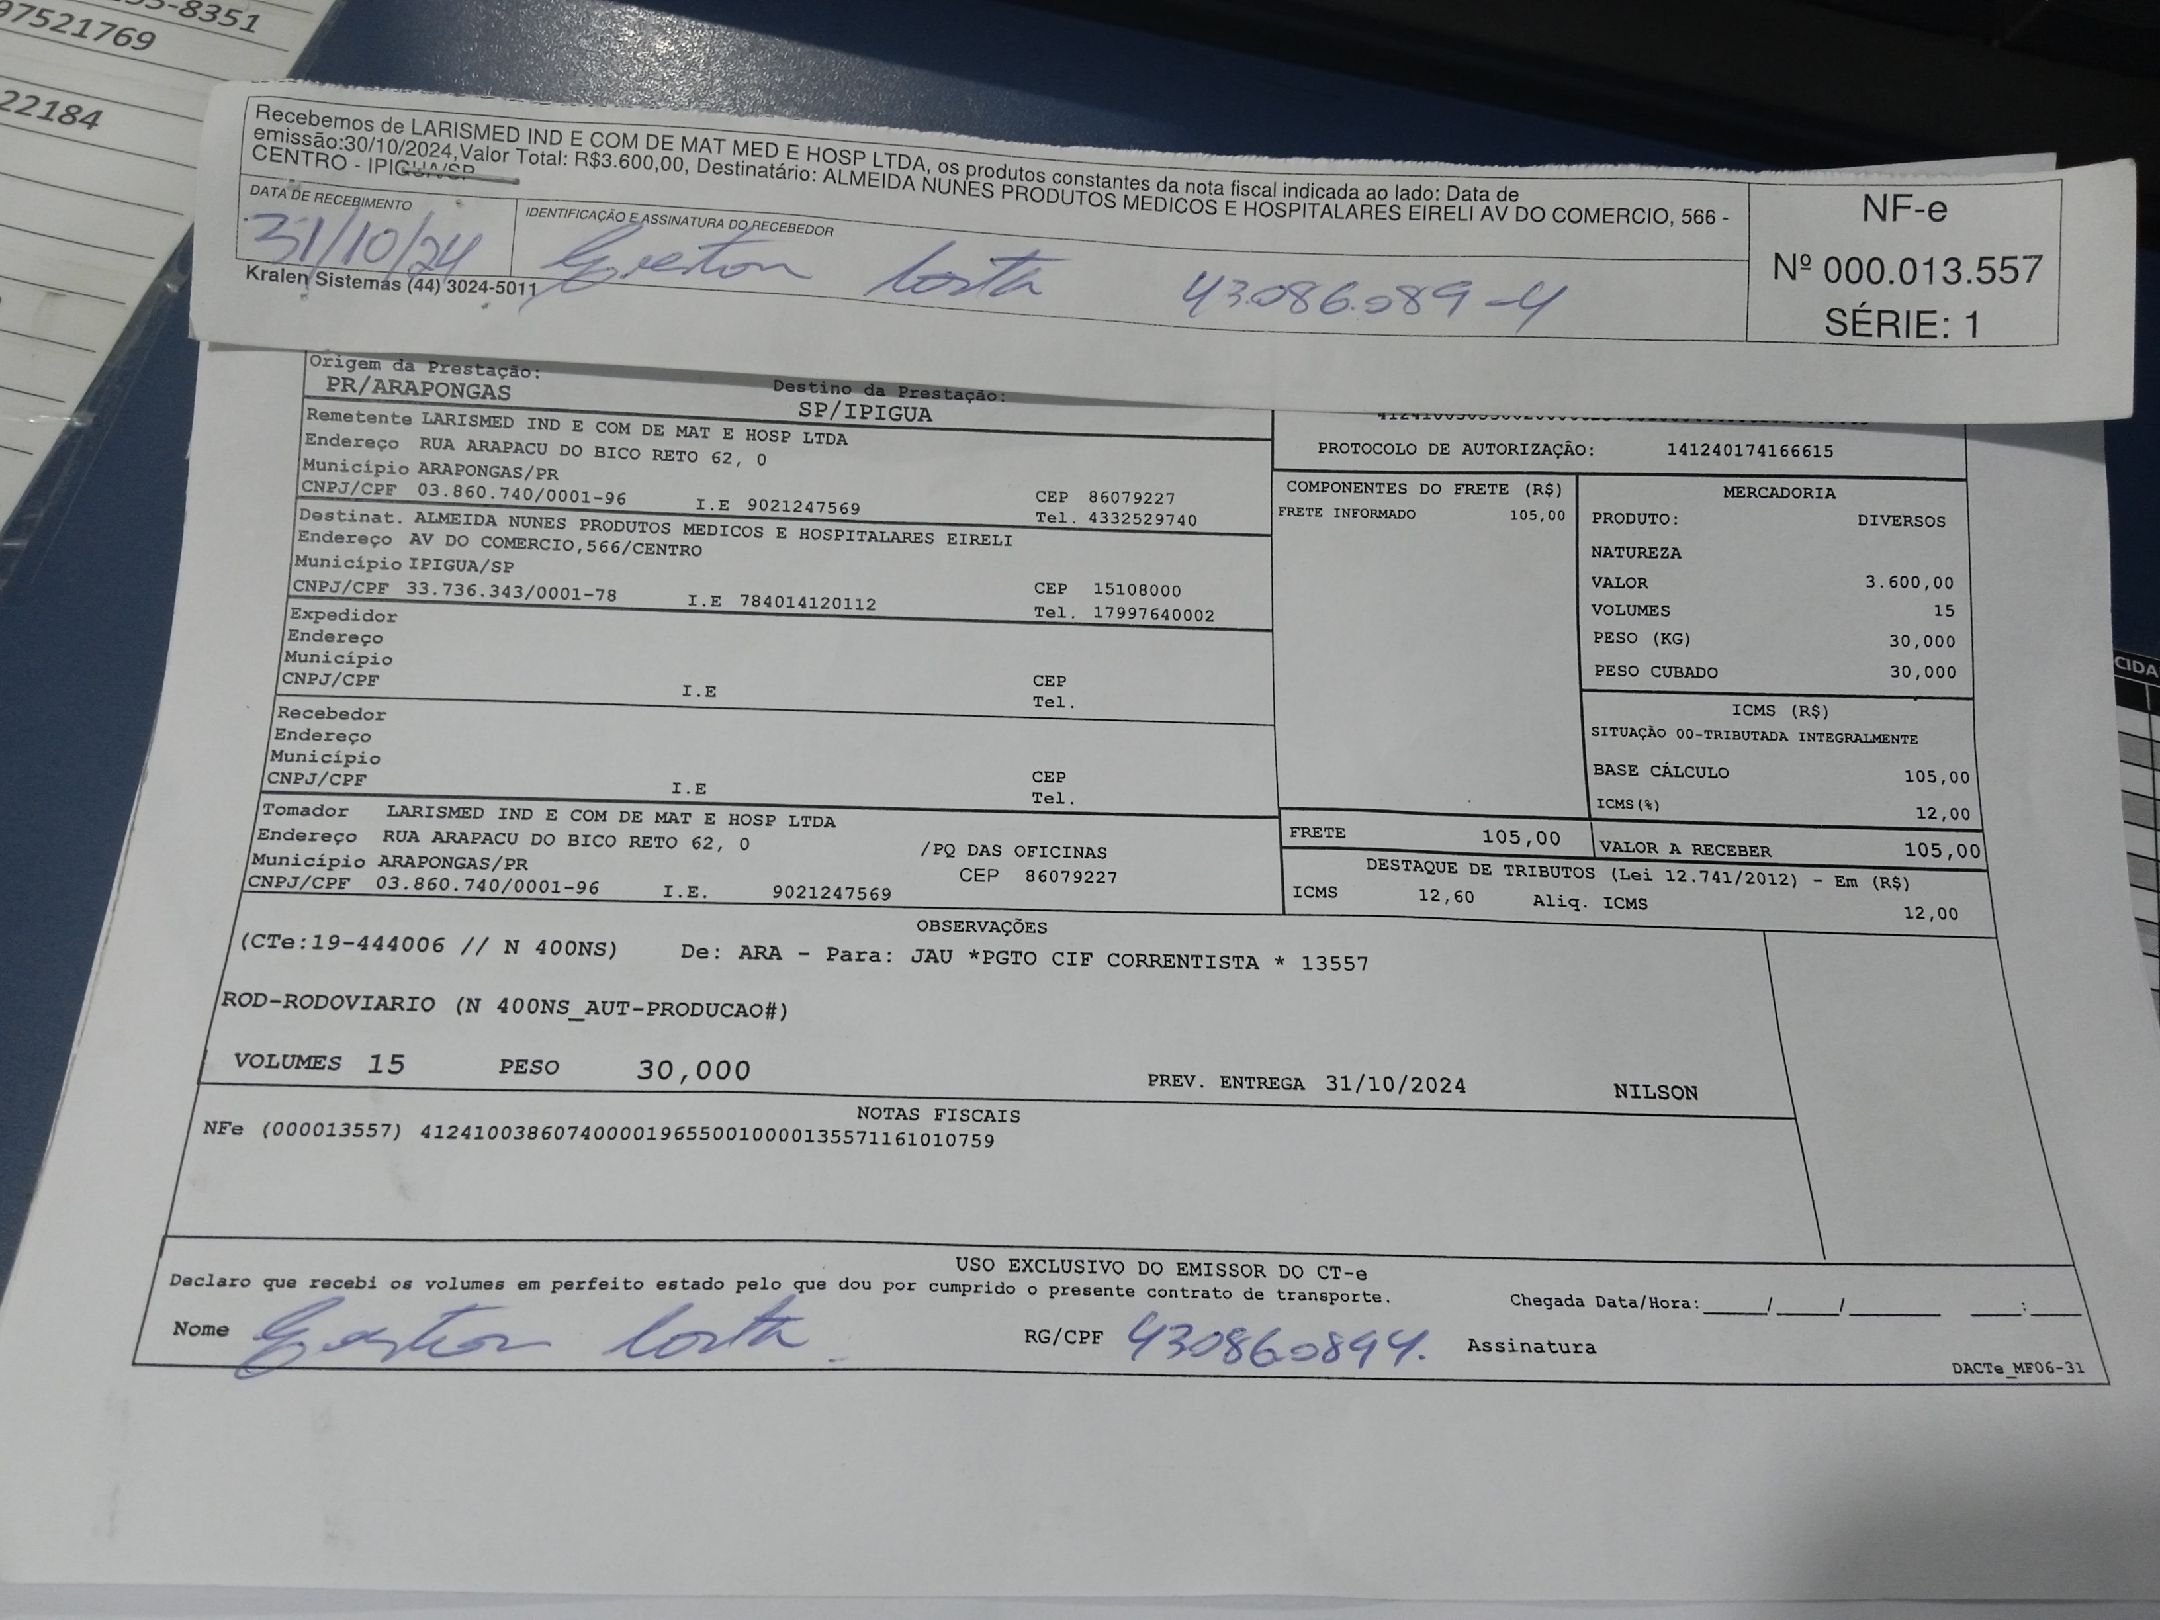 -8351
97521769
22184
Recebemos de LARISMED IND E COM DE MAT MED E HOSP LTDA, os produtos constantes da nota fiscal indicada ao lado: Data de
emissão:30/10/2024,Valor Total: R$3.600,00, Destinatário: ALMEIDA NUNES PRODUTOS MEDICOS E HOSPITALARES EIRELI AV DO COMERCIO, 566 -
CENTRO - IPIGUA/SP
DATA DE RECEBIMENTO
31/10/24
IDENTIFICAÇÃO E ASSINATURA DO RECEBEDOR
Costa 43.086.089-4
Kralen Sistemas (44) 3024-5011
NF-e
Nº 000.013.557
SÉRIE: 1
Origem da Prestação:
PR/ARAPONGAS
Destino da Prestação:
SP/IPIGUA
Remetente LARISMED IND E COM DE MAT E HOSP LTDA
Endereço RUA ARAPACU DO BICO RETO 62, 0
Município ARAPONGAS/PR
CNPJ/CPF 03.860.740/0001-96 I.E 9021247569
CEP 86079227
Tel. 4332529740
Destinat. ALMEIDA NUNES PRODUTOS MEDICOS E HOSPITALARES EIRELI
Endereço AV DO COMERCIO,566/CENTRO
Município IPIGUA/SP
CNPJ/CPF 33.736.343/0001-78 I.E 784014120112
CEP 15108000
Tel. 17997640002
Expedidor
Endereço
Município
CNPJ/CPF I.E
CEP
Tel.
Recebedor
Endereço
Município
CNPJ/CPF I.E
CEP
Tel.
Tomador LARISMED IND E COM DE MAT E HOSP LTDA
Endereço RUA ARAPACU DO BICO RETO 62, 0 /PQ DAS OFICINAS
Município ARAPONGAS/PR CEP 86079227
CNPJ/CPF 03.860.740/0001-96 I.E. 9021247569
PROTOCOLO DE AUTORIZAÇÃO: 141240174166615
COMPONENTES DO FRETE (R$)
FRETE INFORMADO 105,00
MERCADORIA
PRODUTO: DIVERSOS
NATUREZA
VALOR 3.600,00
VOLUMES 15
PESO (KG) 30,000
PESO CUBADO 30,000
ICMS (R$)
SITUAÇÃO 00-TRIBUTADA INTEGRALMENTE
BASE CÁLCULO 105,00
ICMS(%) 12,00
FRETE 105,00 VALOR A RECEBER 105,00
DESTAQUE DE TRIBUTOS (Lei 12.741/2012) - Em (R$)
ICMS 12,60 Aliq. ICMS 12,00
OBSERVAÇÕES
(CTe:19-444006 // N 400NS) De: ARA - Para: JAU *PGTO CIF CORRENTISTA * 13557
ROD-RODOVIARIO (N 400NS_AUT-PRODUCAO#)
VOLUMES 15 PESO 30,000 PREV. ENTREGA 31/10/2024 NILSON
NOTAS FISCAIS
NFe (000013557) 41241003860740000196550010000135571161010759
USO EXCLUSIVO DO EMISSOR DO CT-e
Declaro que recebi os volumes em perfeito estado pelo que dou por cumprido o presente contrato de transporte.
Chegada Data/Hora:_____/____/_______ ____:____
Nome Costa RG/CPF 430860894. Assinatura
DACTe_MF06-31
CIDA